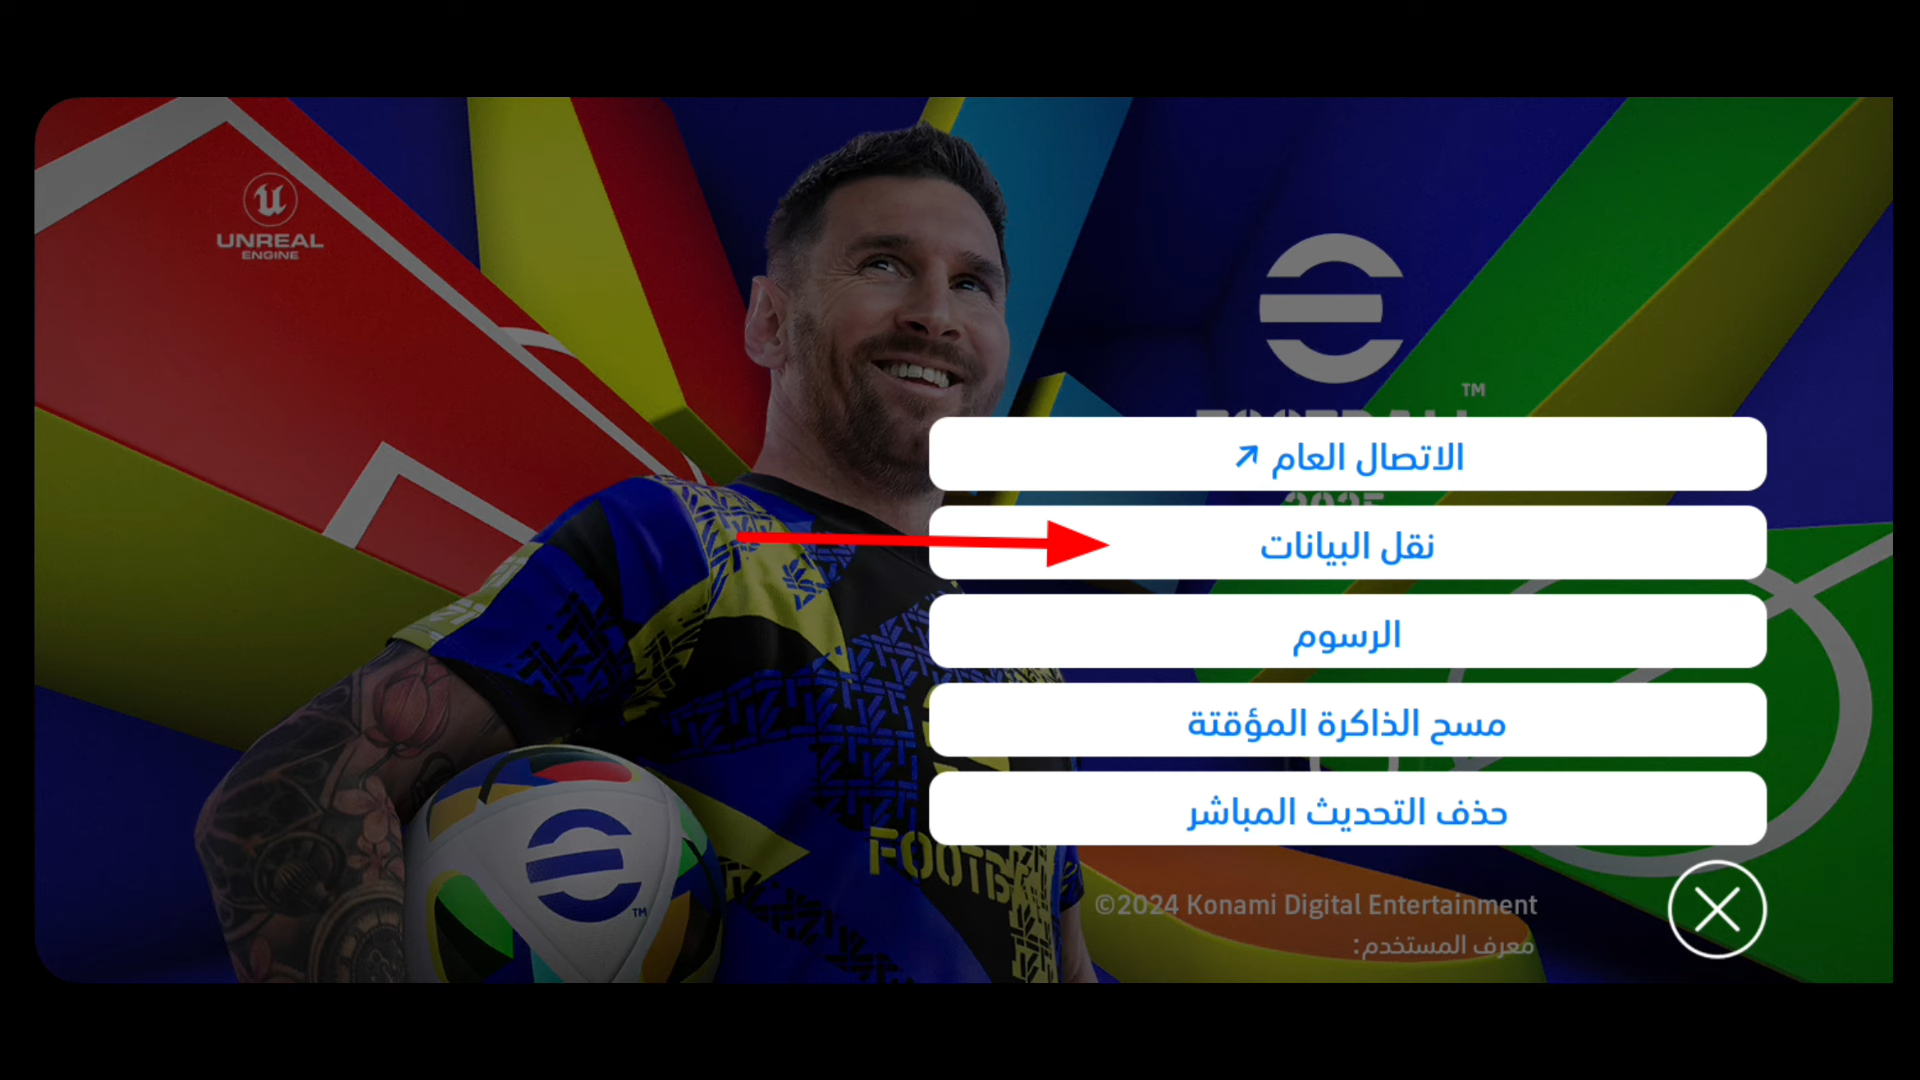 UNREAL
ENGINE
TM
الاتصال العام ↗
نقل البيانات
الرسوم
مسح الذاكرة المؤقتة
حذف التحديث المباشر
TM
©2024 Konami Digital Entertainment
معرف المستخدم: